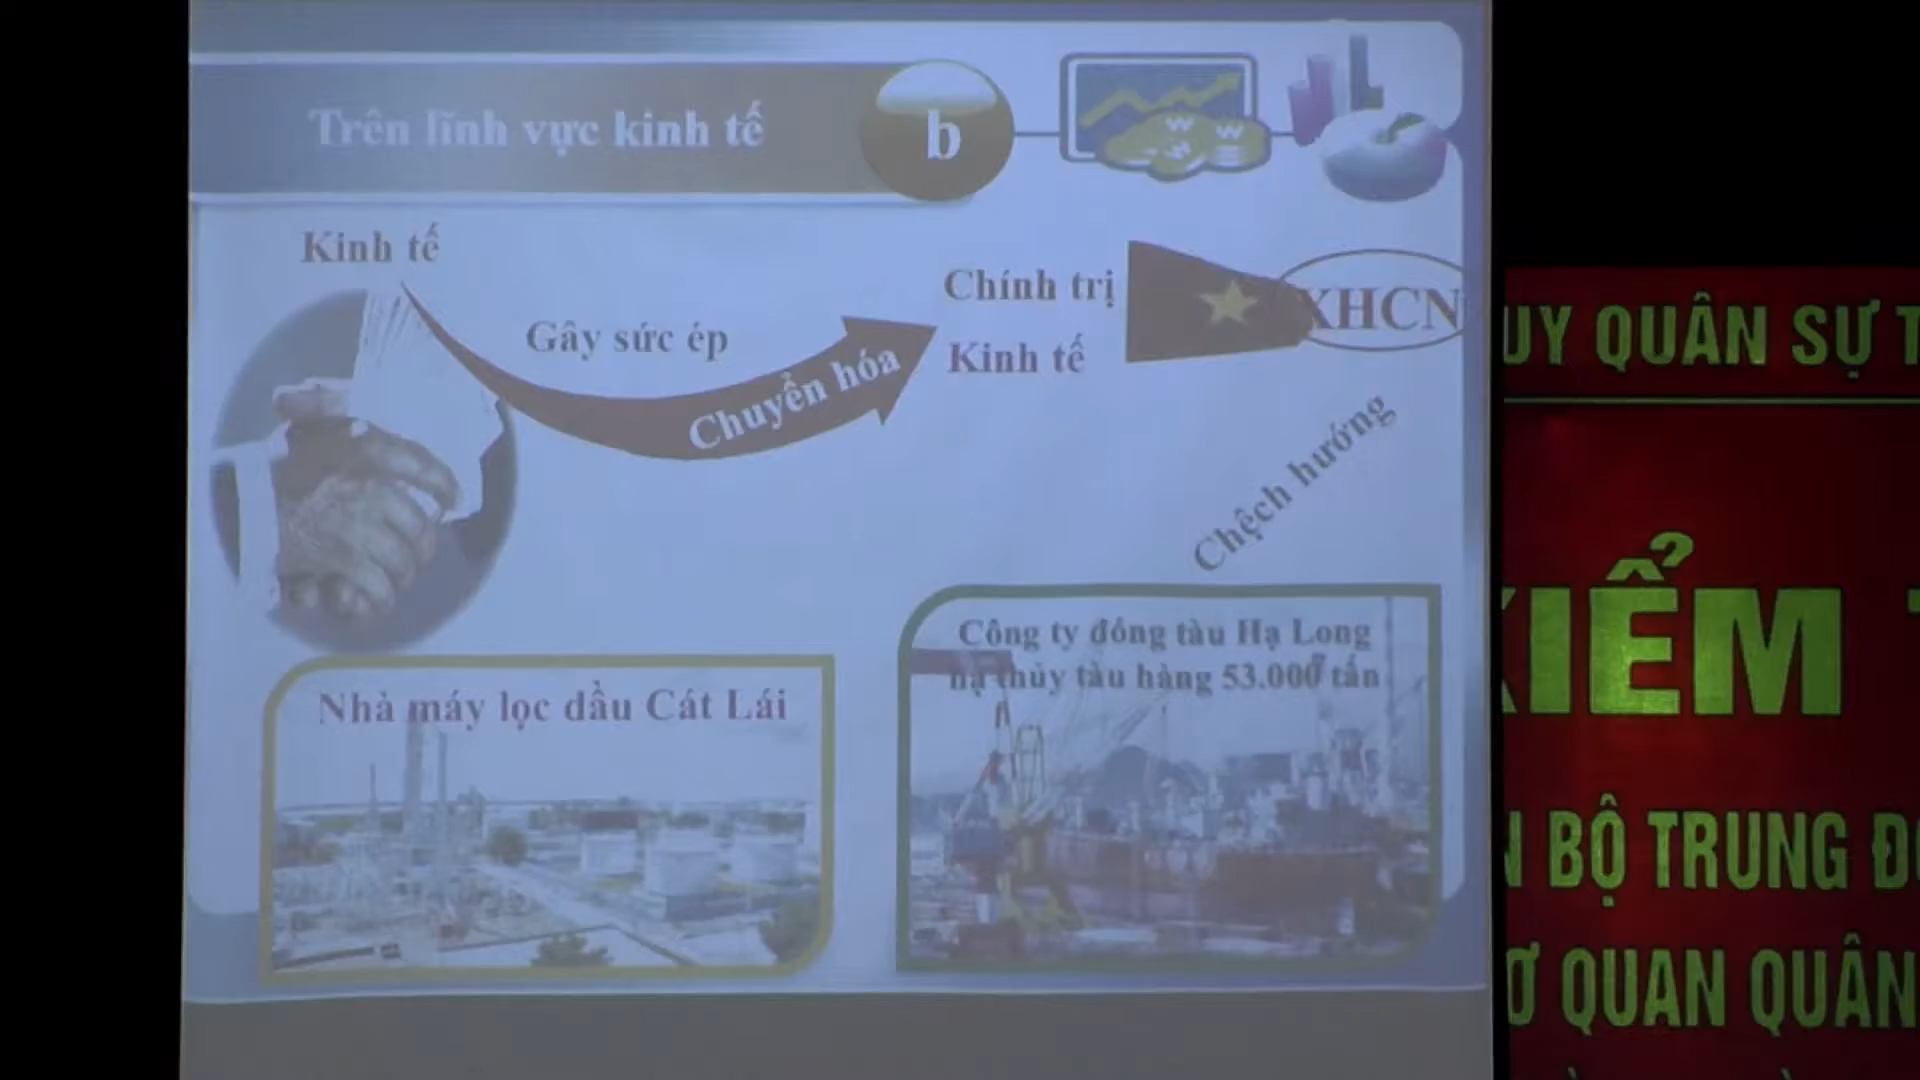 Trên lĩnh vực kinh tế
b
Kinh tế
Gây sức ép
Chuyển hóa
Chính trị
Kinh tế
XHCN
Chệch hướng
Nhà máy lọc dầu Cát Lái
Công ty đóng tàu Hạ Long
hạ thủy tàu hàng 53.000 tấn
UY QUÂN SỰ T
KIỂM T
N BỘ TRUNG ĐỘ
Ơ QUAN QUÂN